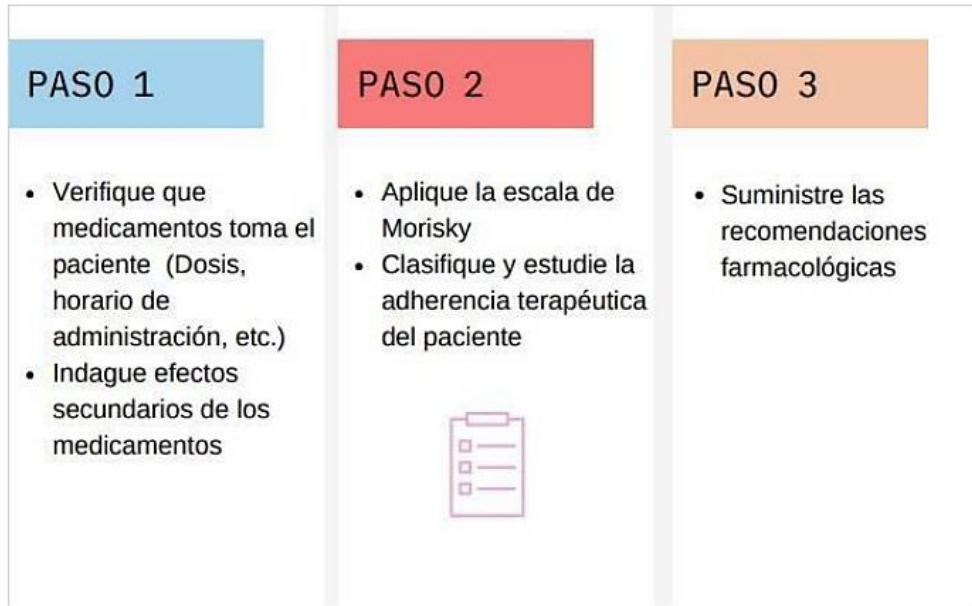 PASO 1
• Verifique que
medicamentos toma el
paciente (Dosis,
horario de
administración, etc.)
• Indague efectos
secundarios de los
medicamentos
PASO 2
• Aplique la escala de
Morisky
• Clasifique y estudie la
adherencia terapéutica
del paciente
PASO 3
• Suministre las
recomendaciones
farmacológicas